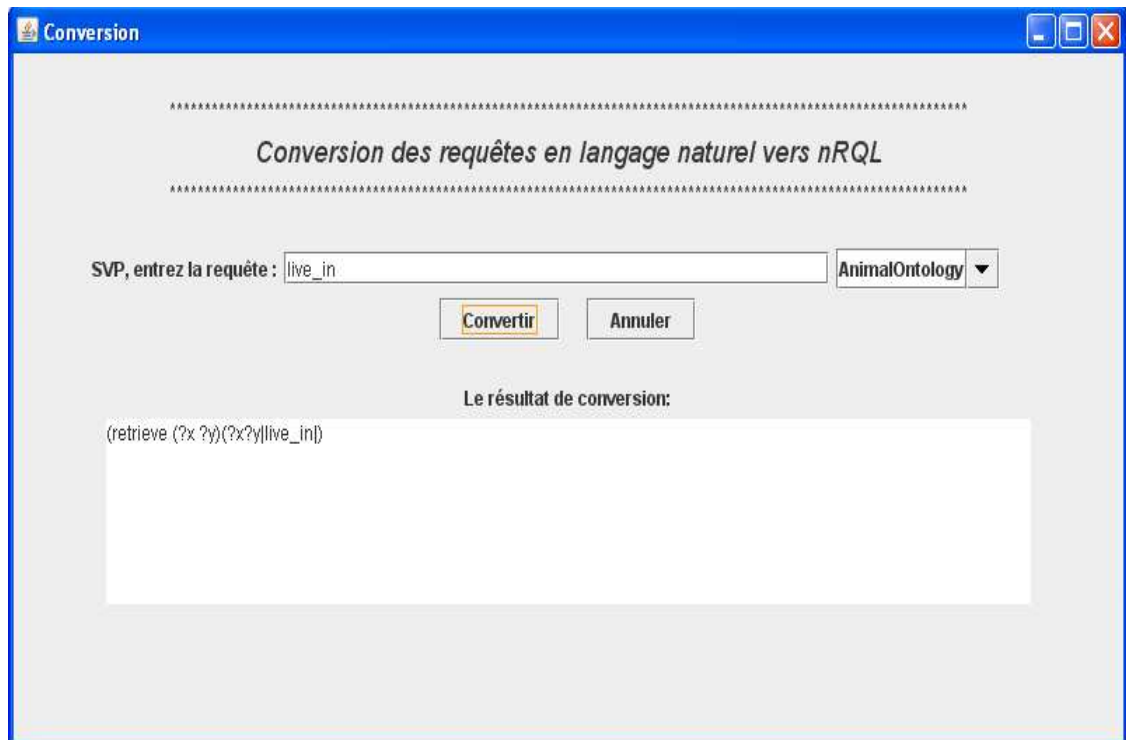 Conversion
********************************************************************************************************************
Conversion des requêtes en langage naturel vers nRQL
********************************************************************************************************************
SVP, entrez la requête : live_in AnimalOntology
Convertir Annuler
Le résultat de conversion:
(retrieve (?x ?y)(?x?y|live_in|)